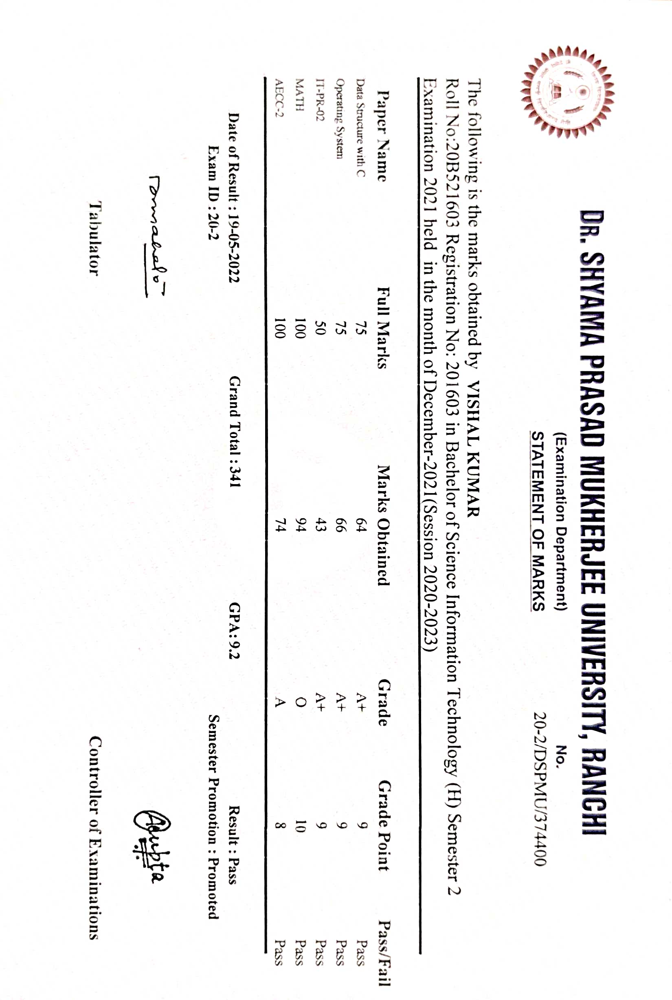 DR. SHYAMA PRASAD MUKHERJEE UNIVERSITY, RANCHI
(Examination Department) No.
STATEMENT OF MARKS 20-2/DSPMU/374400
The following is the marks obtained by VISHAL KUMAR
Roll No:20B521603 Registration No: 201603 in Bachelor of Science Information Technology (H) Semester 2
Examination 2021 held in the month of December-2021(Session 2020-2023)
Paper Name Full Marks Marks Obtained Grade Grade Point Pass/Fail
Data Structure with C 75 64 A+ 9 Pass
Operating System 75 66 A+ 9 Pass
IT-PR-02 50 43 A+ 9 Pass
MATH 100 94 O 10 Pass
AECC-2 100 74 A 8 Pass
Date of Result : 19-05-2022 Grand Total : 341 GPA: 9.2 Result : Pass
Exam ID : 20-2 Semester Promotion : Promoted
Tabulator Controller of Examinations